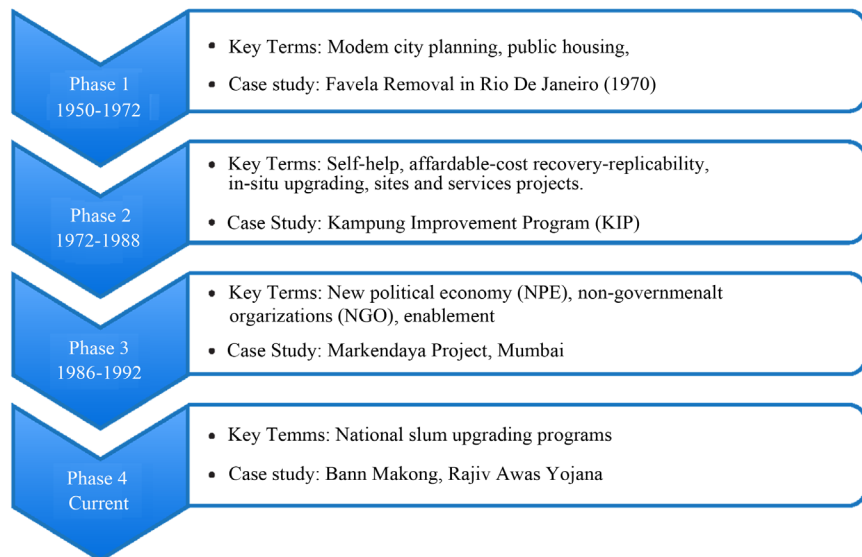 Phase 1
1950-1972
• Key Terms: Modem city planning, public housing,
• Case study: Favela Removal in Rio De Janeiro (1970)
Phase 2
1972-1988
• Key Terms: Self-help, affardable-cost recovery-replicability,
in-situ upgrading, sites and services projects.
• Case Study: Kampung Improvement Program (KIP)
Phase 3
1986-1992
• Key Terms: New political economy (NPE), non-governmenalt
orgarizations (NGO), enablement
• Case Study: Markendaya Project, Mumbai
Phase 4
Current
• Key Temms: National slum upgrading programs
• Case study: Bann Makong, Rajiv Awas Yojana